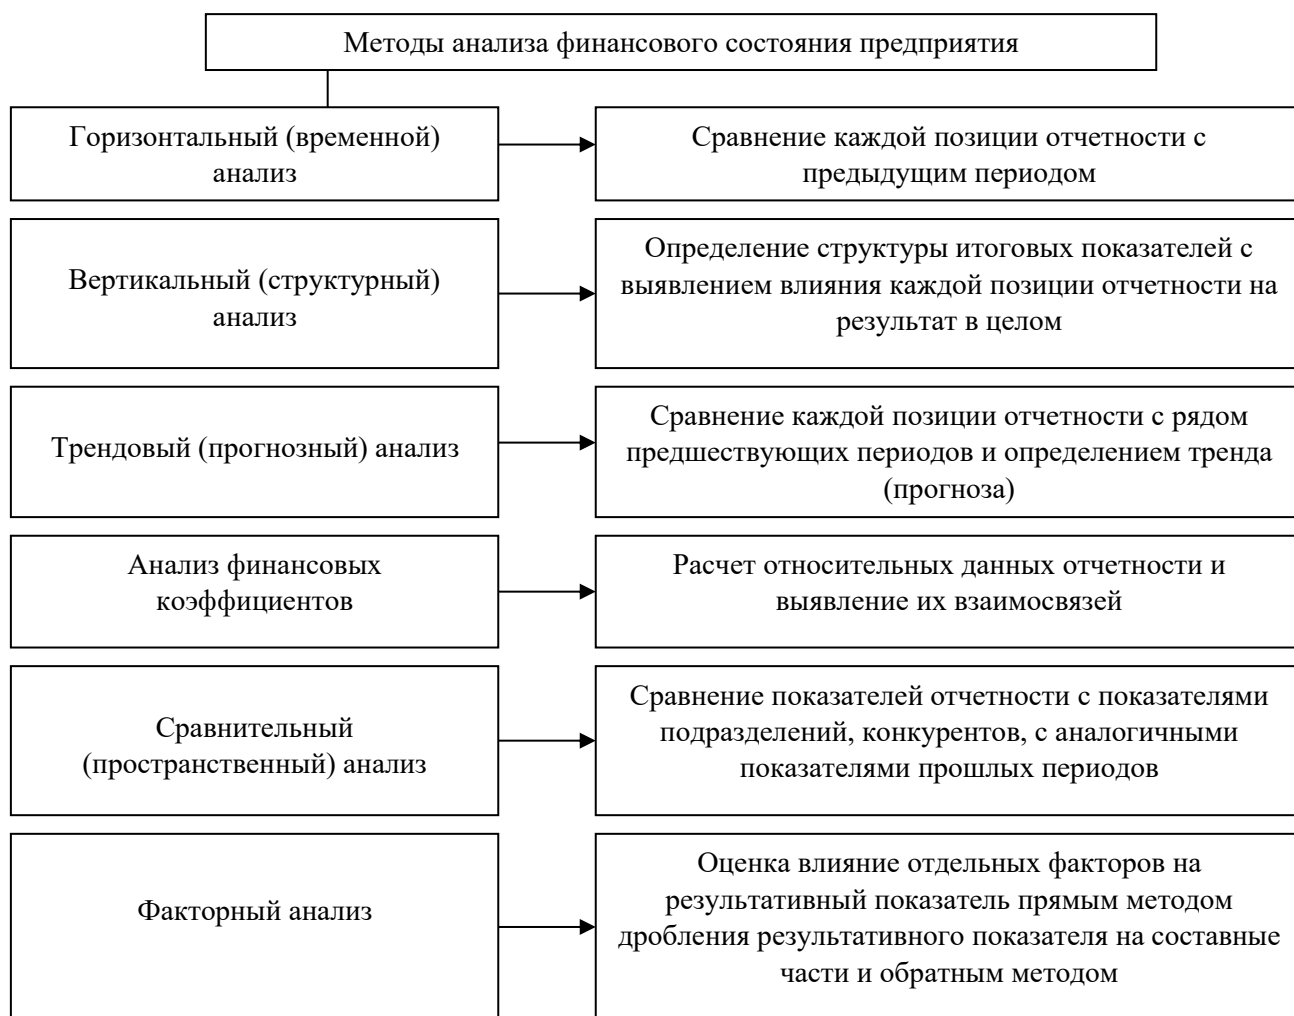 Методы анализа финансового состояния предприятия
Горизонтальный (временной)
анализ
Сравнение каждой позиции отчетности с
предыдущим периодом
Вертикальный (структурный)
анализ
Определение структуры итоговых показателей с
выявлением влияния каждой позиции отчетности на
результат в целом
Трендовый (прогнозный) анализ
Сравнение каждой позиции отчетности с рядом
предшествующих периодов и определением тренда
(прогноза)
Анализ финансовых
коэффициентов
Расчет относительных данных отчетности и
выявление их взаимосвязей
Сравнительный
(пространственный) анализ
Сравнение показателей отчетности с показателями
подразделений, конкурентов, с аналогичными
показателями прошлых периодов
Факторный анализ
Оценка влияние отдельных факторов на
результативный показатель прямым методом
дробления результативного показателя на составные
части и обратным методом